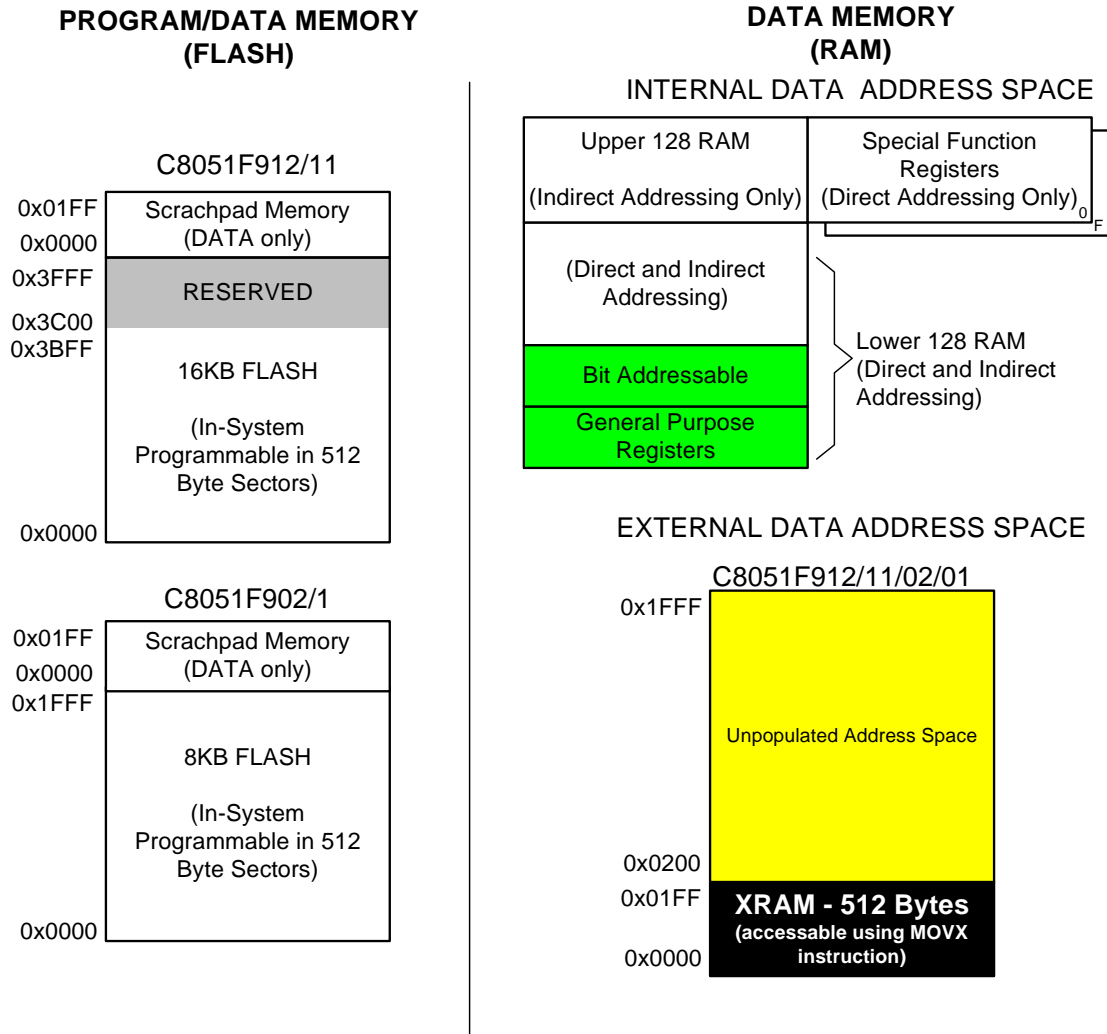 PROGRAM/DATA MEMORY
(FLASH)
C8051F912/11
0x01FF
Scrachpad Memory
(DATA only)
0x0000
0x3FFF
RESERVED
0x3C00
0x3BFF
16KB FLASH
(In-System
Programmable in 512
Byte Sectors)
0x0000
C8051F902/1
0x01FF
Scrachpad Memory
(DATA only)
0x0000
0x1FFF
8KB FLASH
(In-System
Programmable in 512
Byte Sectors)
0x0000
DATA MEMORY
(RAM)
INTERNAL DATA ADDRESS SPACE
Upper 128 RAM
(Indirect Addressing Only)
Special Function
Registers
(Direct Addressing Only)
0
F
(Direct and Indirect
Addressing)
Bit Addressable
General Purpose
Registers
Lower 128 RAM
(Direct and Indirect
Addressing)
EXTERNAL DATA ADDRESS SPACE
C8051F912/11/02/01
0x1FFF
Unpopulated Address Space
0x0200
0x01FF
XRAM - 512 Bytes
(accessable using MOVX
instruction)
0x0000